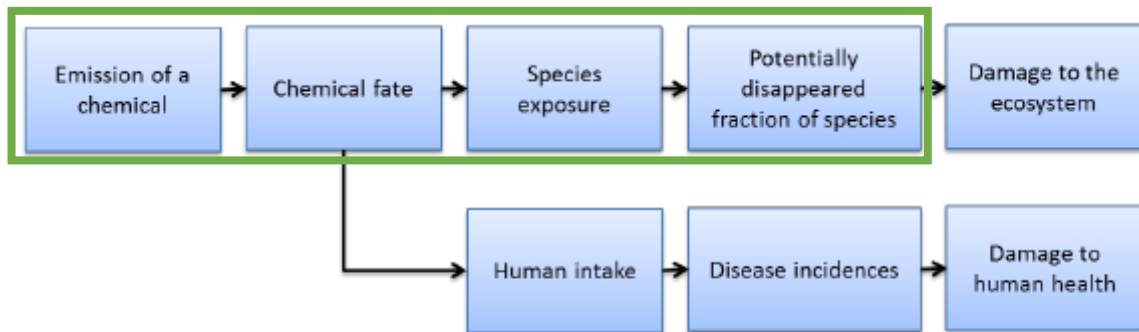 Emission of a
chemical
Chemical fate
Species
exposure
Potentially
disappeared
fraction of species
Damage to the
ecosystem
Human intake
Disease incidences
Damage to
human health